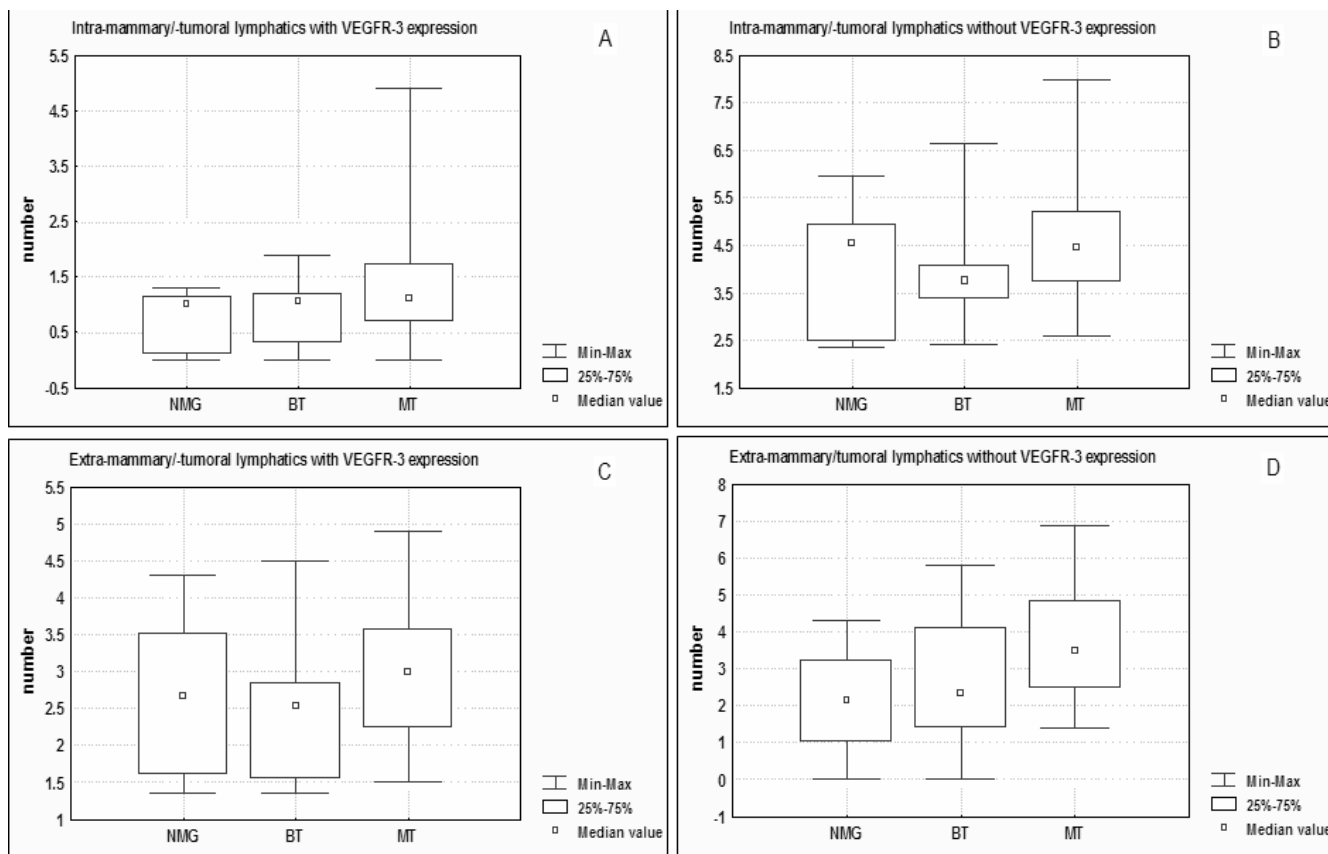 Intra-mammary/-tumoral lymphatics with VEGFR-3 expression
A
5.5
4.5
3.5
2.5
1.5
0.5
-0.5
number
NMG
BT
MT
Min-Max
25%-75%
Median value
Intra-mammary/-tumoral lymphatics without VEGFR-3 expression
B
8.5
7.5
6.5
5.5
4.5
3.5
2.5
1.5
number
NMG
BT
MT
Min-Max
25%-75%
Median value
Extra-mammary/-tumoral lymphatics with VEGFR-3 expression
C
5.5
5
4.5
4
3.5
3
2.5
2
1.5
1
number
NMG
BT
MT
Min-Max
25%-75%
Median value
Extra-mammary/tumoral lymphatics without VEGFR-3 expression
D
8
7
6
5
4
3
2
1
0
-1
number
NMG
BT
MT
Min-Max
25%-75%
Median value